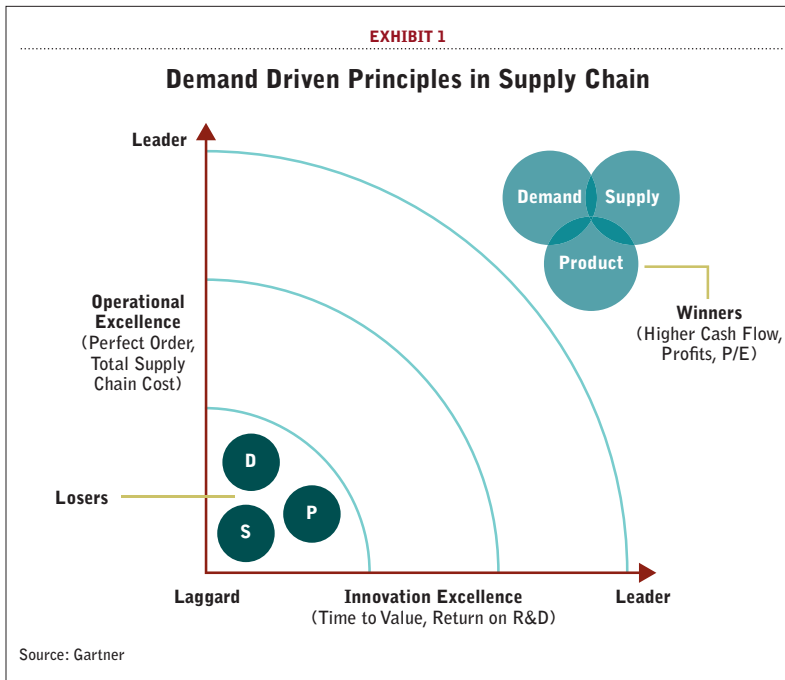 EXHIBIT 1
Demand Driven Principles in Supply Chain
Leader
Demand
Supply
Product
Operational
Excellence
(Perfect Order,
Total Supply
Chain Cost)
Winners
(Higher Cash Flow,
Profits, P/E)
D
Losers
P
S
Laggard
Innovation Excellence
(Time to Value, Return on R&D)
Leader
Source: Gartner